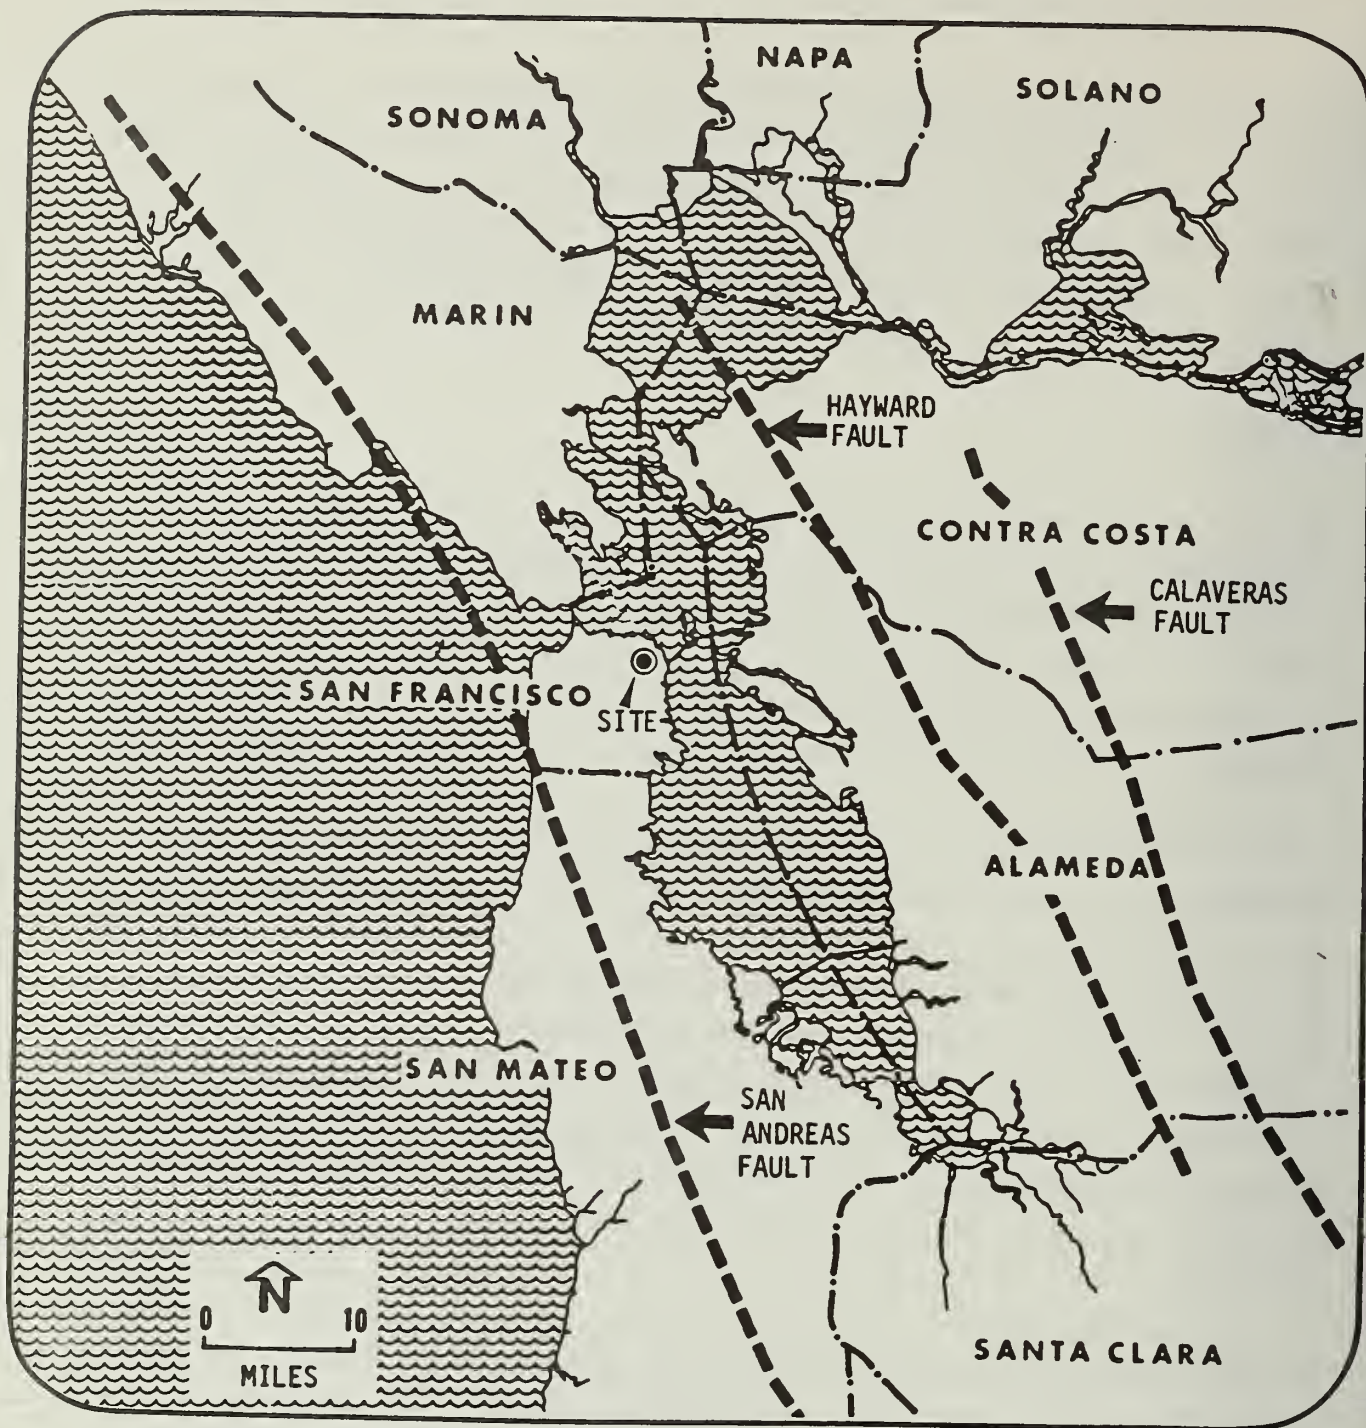 NAPA
SOLANO
SONOMA
MARIN
HAYWARD
FAULT
CONTRA COSTA
CALAVERAS
FAULT
SAN FRANCISCO
SITE
ALAMEDA
SAN MATEO
SAN
ANDREAS
FAULT
N
0 10
MILES
SANTA CLARA